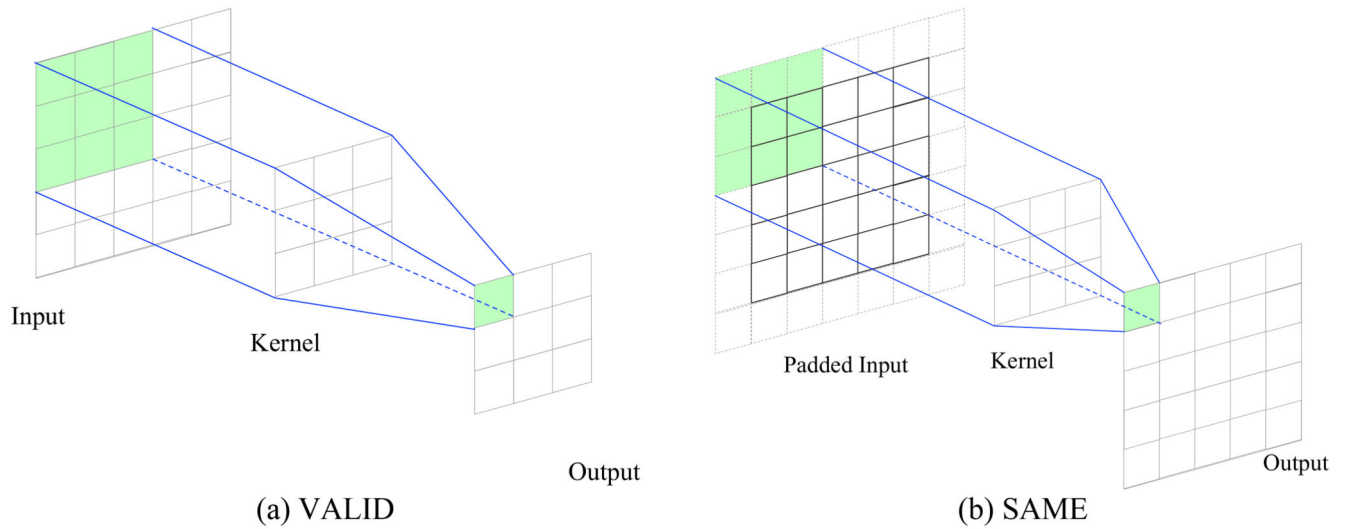 Input
Kernel
Output
(a) VALID
Padded Input
Kernel
Output
(b) SAME